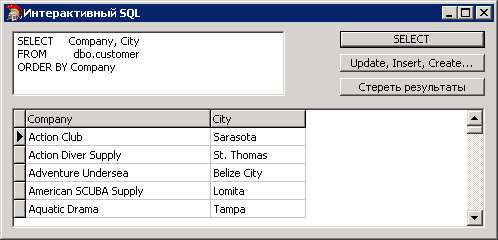 Интерактивный SQL
SELECT Company, City
FROM dbo.customer
ORDER BY Company
SELECT
Update, Insert, Create...
Стереть результаты
Company City
Action Club Sarasota
Action Diver Supply St. Thomas
Adventure Undersea Belize City
American SCUBA Supply Lomita
Aquatic Drama Tampa